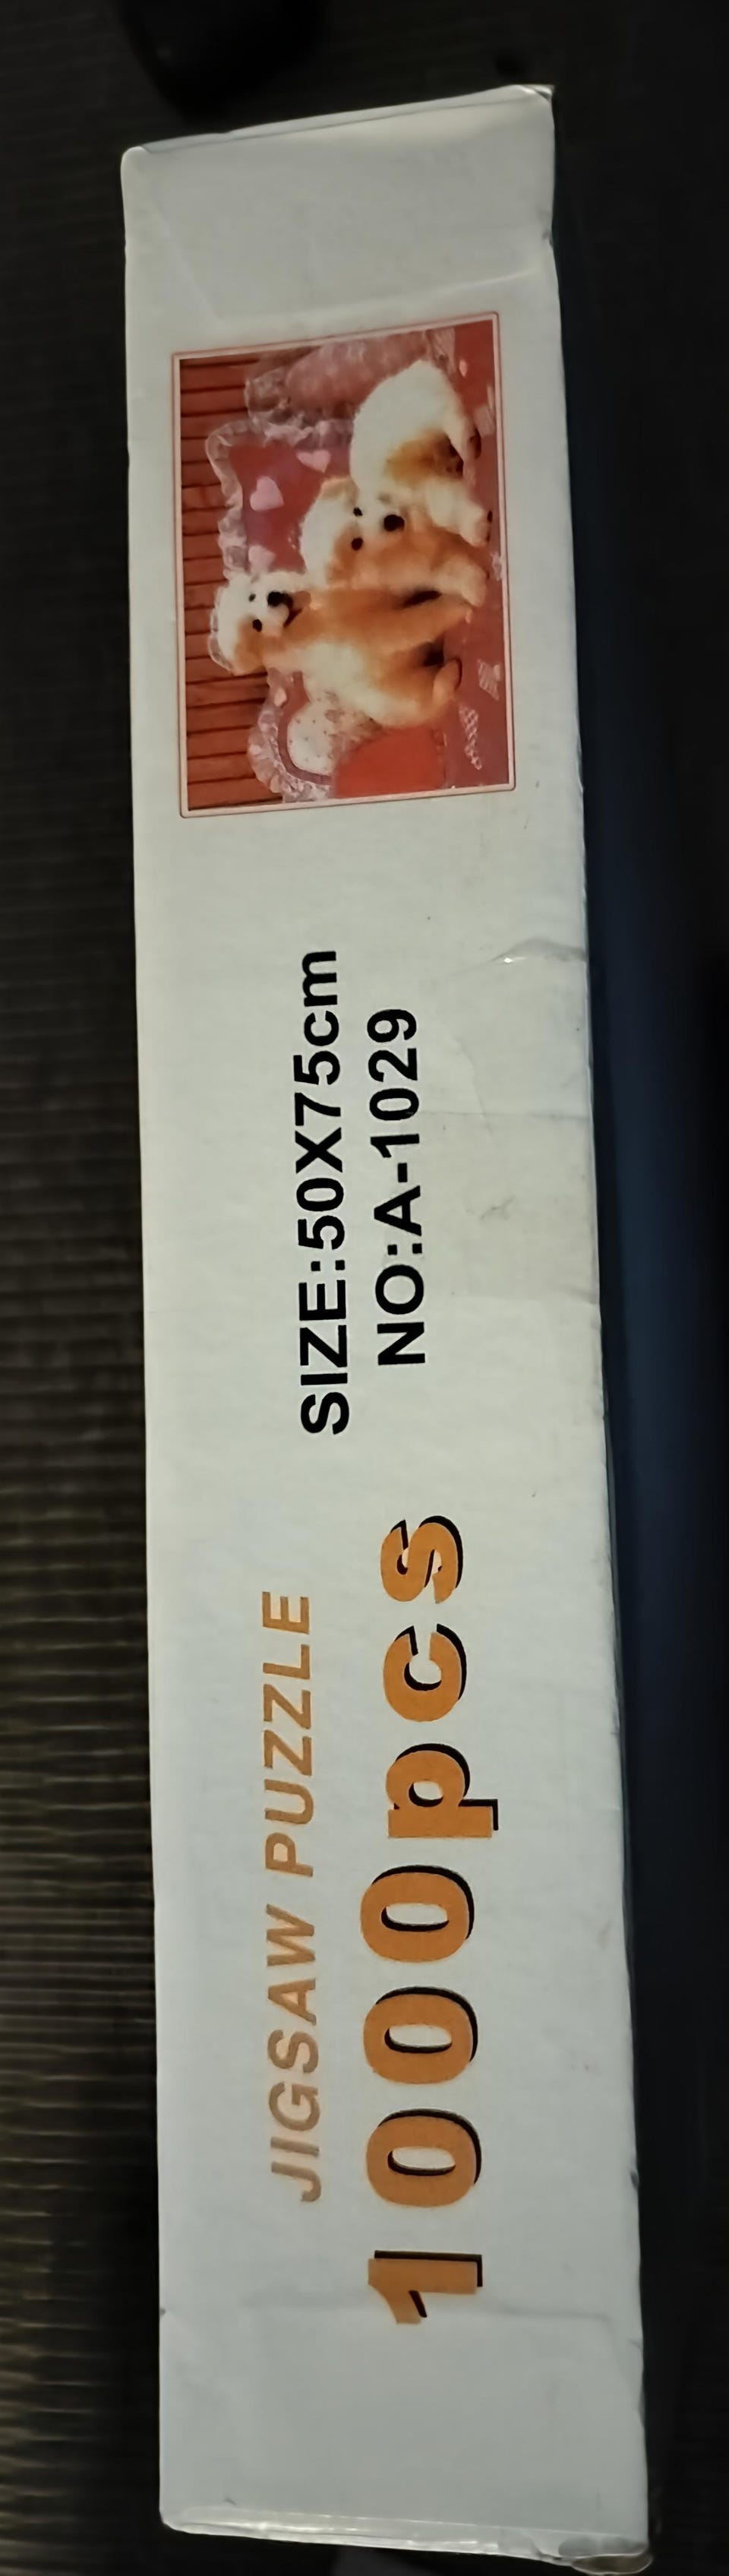 JIGSAW PUZZLE
1000pcs
SIZE:50X75cm
NO:A-1029